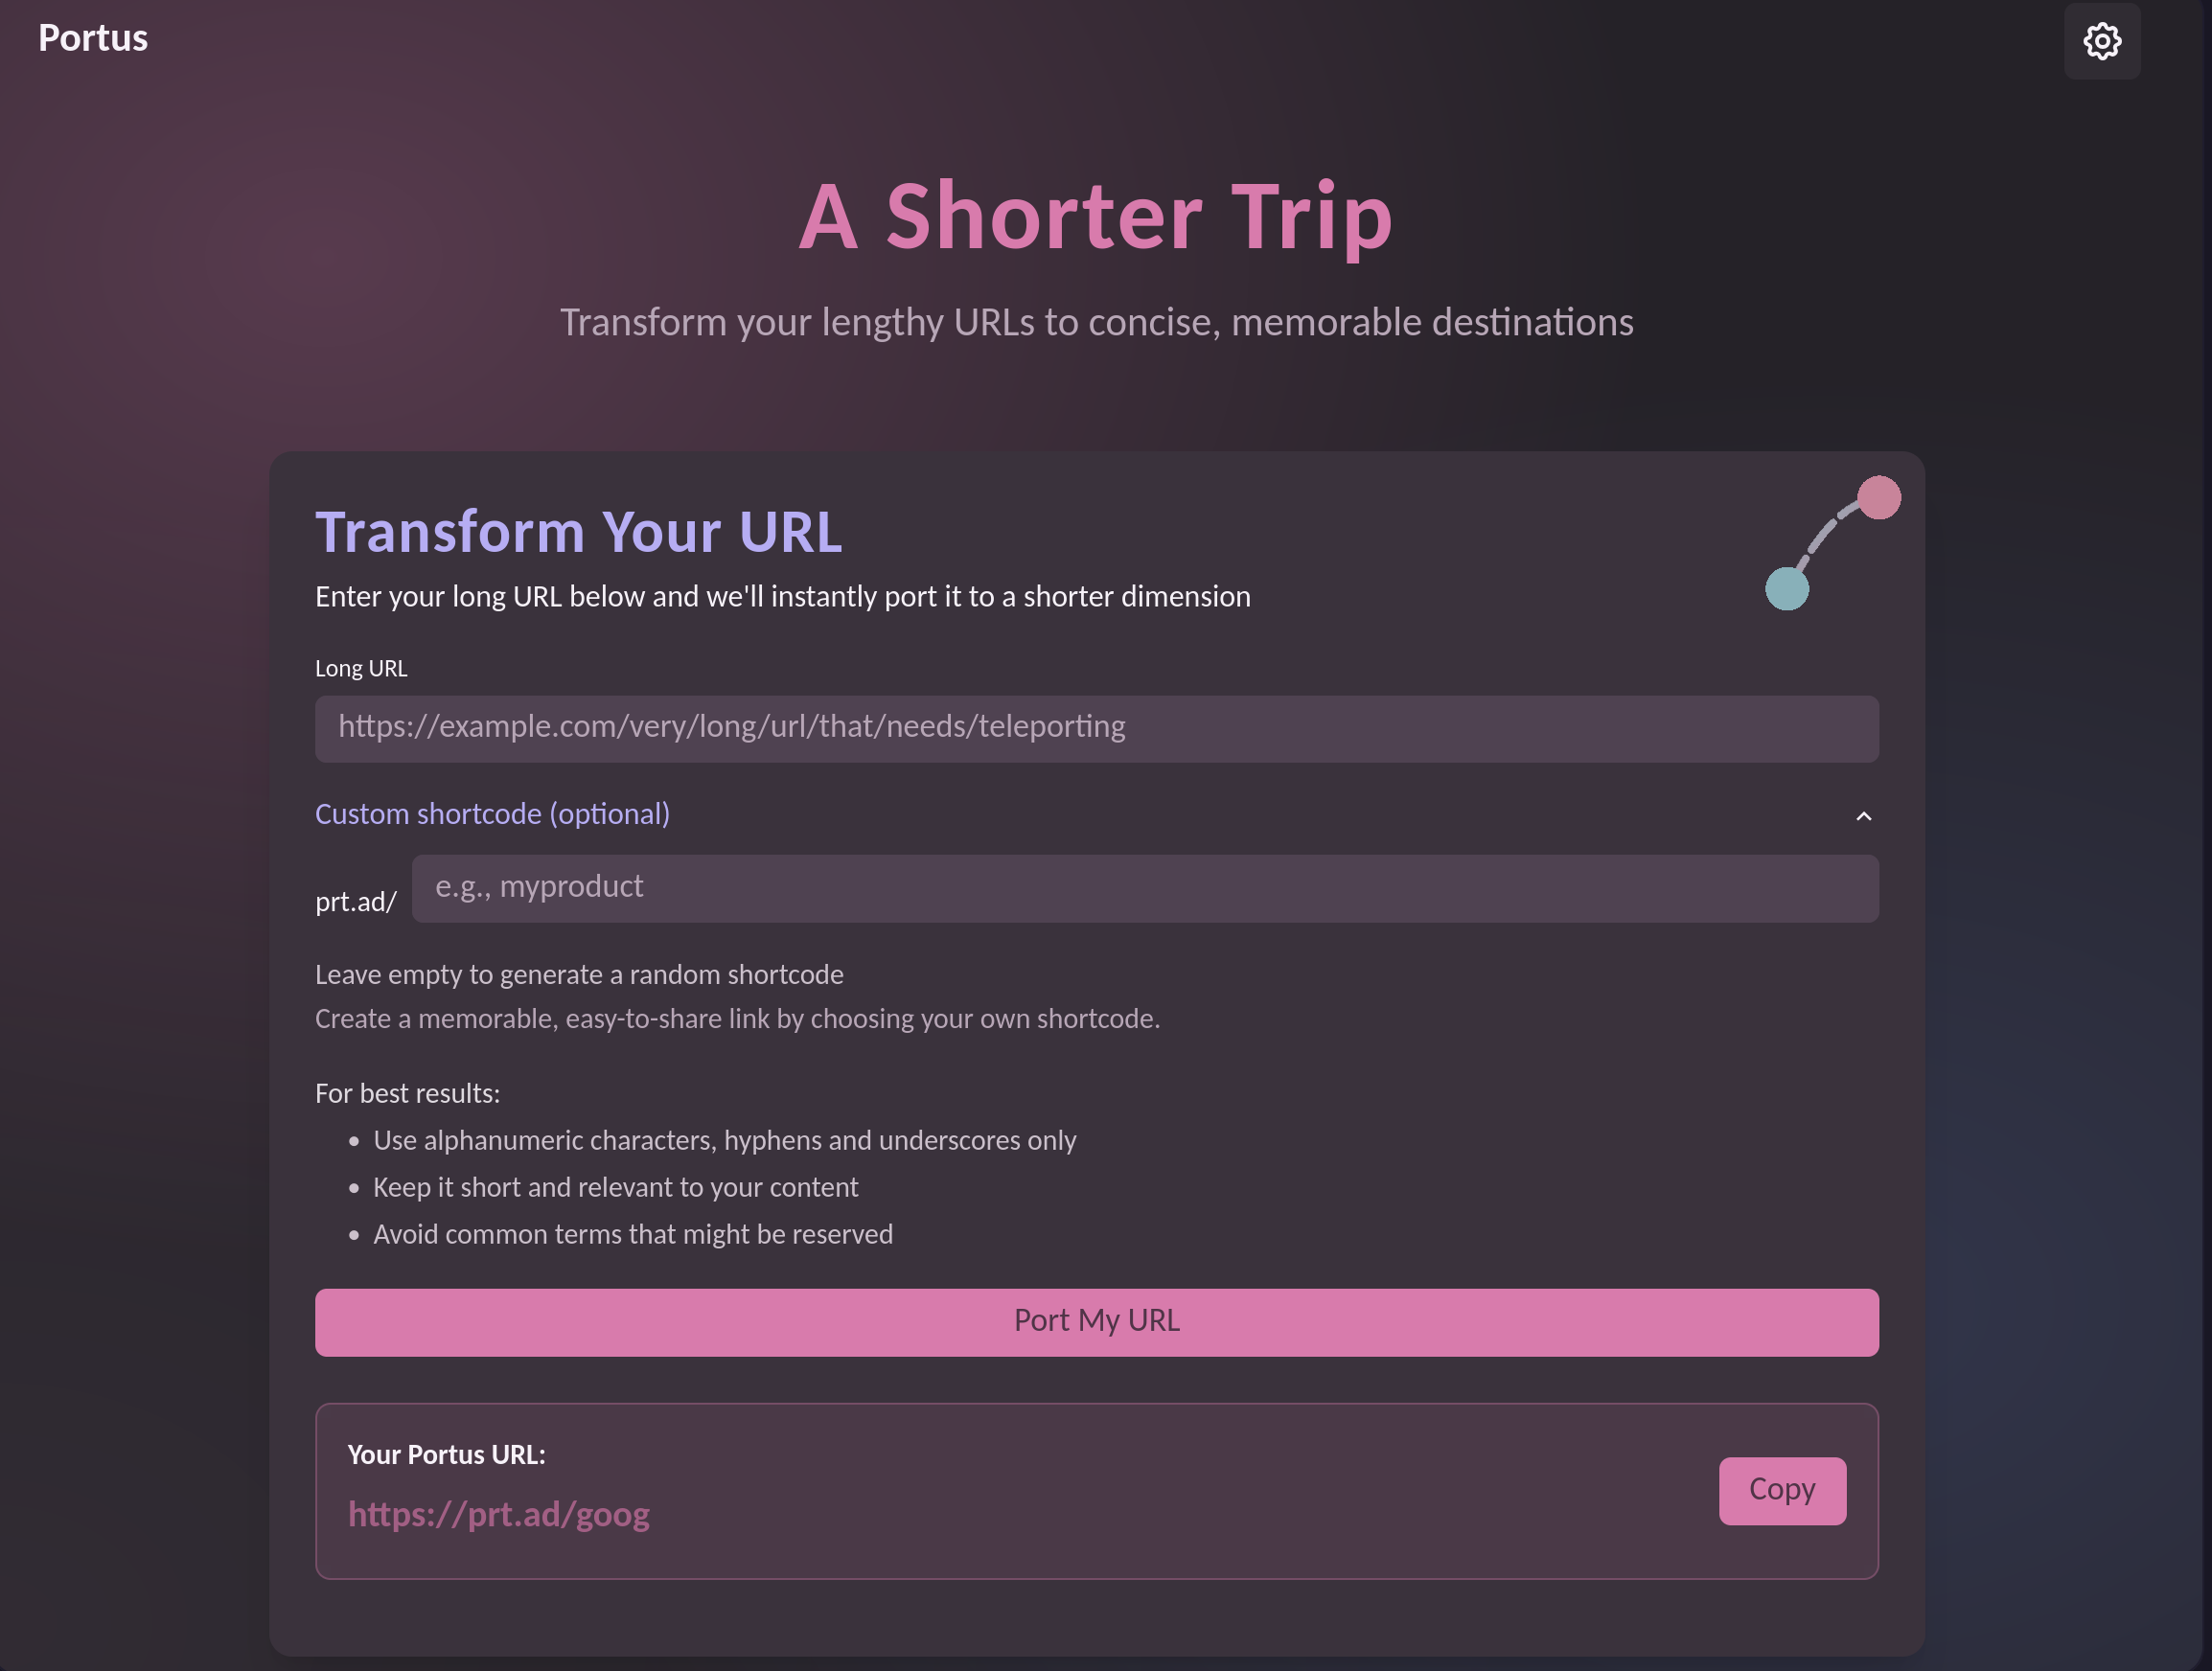 Portus
A Shorter Trip
Transform your lengthy URLs to concise, memorable destinations
Transform Your URL
Enter your long URL below and we'll instantly port it to a shorter dimension
Long URL
https://example.com/very/long/url/that/needs/teleporting
Custom shortcode (optional)
prt.ad/ e.g., myproduct
Leave empty to generate a random shortcode
Create a memorable, easy-to-share link by choosing your own shortcode.
For best results:
• Use alphanumeric characters, hyphens and underscores only
• Keep it short and relevant to your content
• Avoid common terms that might be reserved
Port My URL
Your Portus URL:
https://prt.ad/goog
Copy